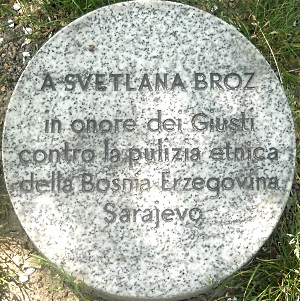 A SVETLANA BROZ
in onore dei Giusti
contro la pulizia etnica
della Bosnia Erzegovina
Sarajevo